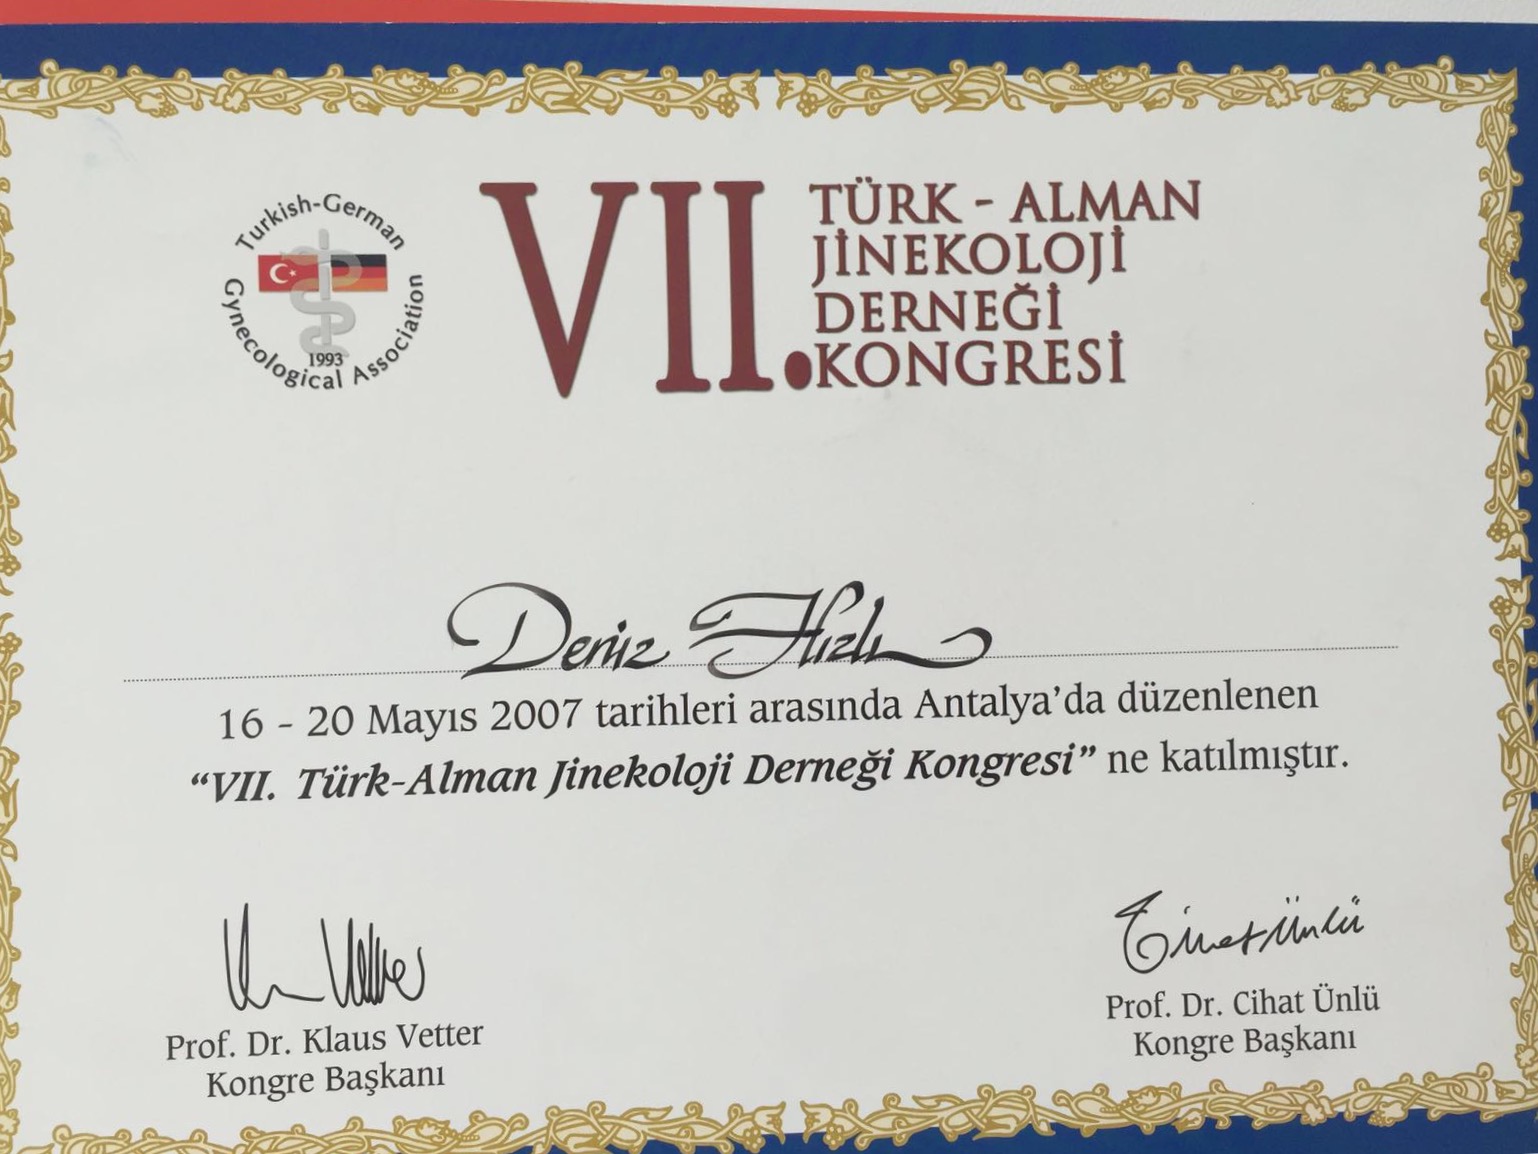 Turkish-German
Gynecological Association
1993
VII. TÜRK - ALMAN
JİNEKOLOJİ
DERNEĞİ
KONGRESİ
Deniz Hızlı
16 - 20 Mayıs 2007 tarihleri arasında Antalya’da düzenlenen
“VII. Türk-Alman Jinekoloji Derneği Kongresi” ne katılmıştır.
Cihat Ünlü
Prof. Dr. Klaus Vetter
Kongre Başkanı
Prof. Dr. Cihat Ünlü
Kongre Başkanı